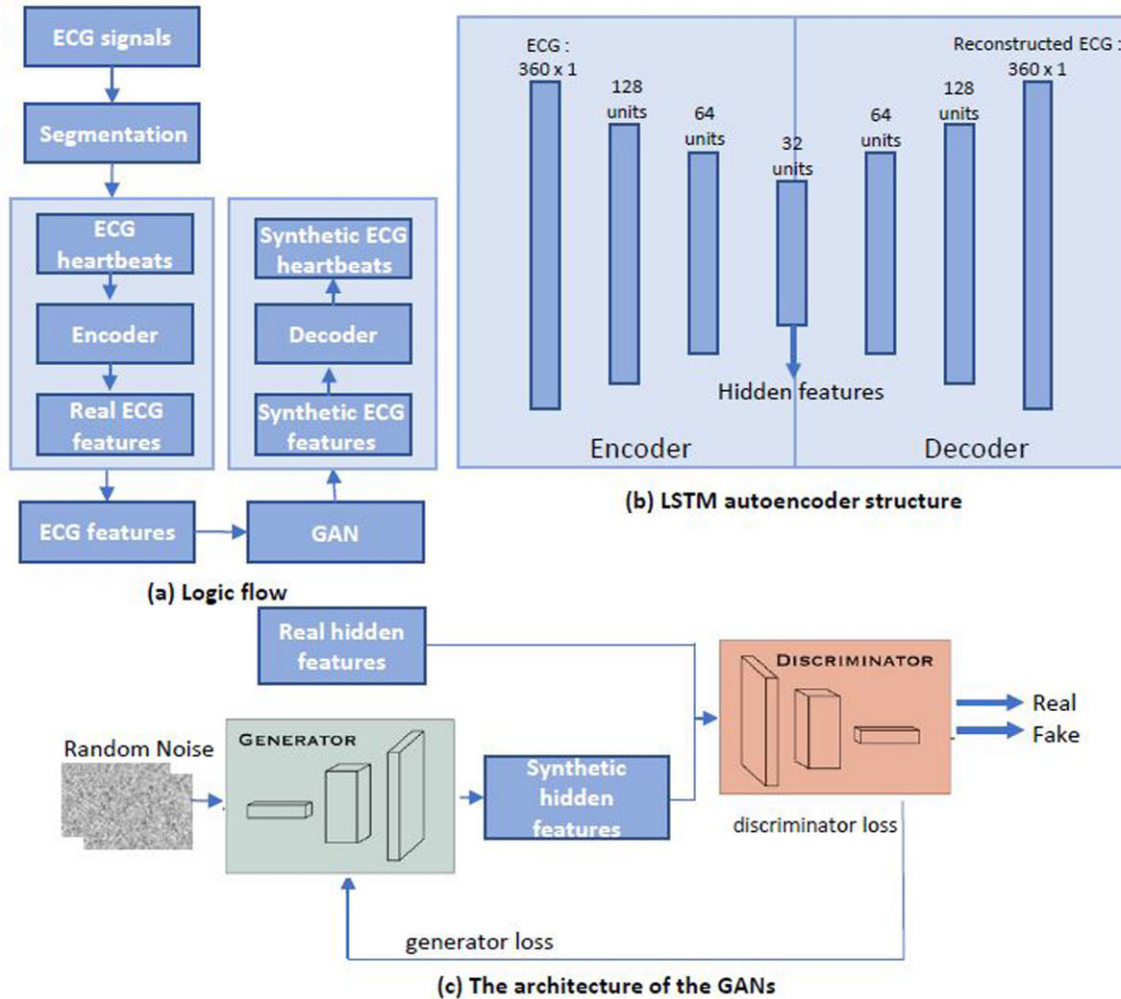 ECG signals
Segmentation
ECG
heartbeats
Encoder
Real ECG
features
ECG features
Synthetic ECG
heartbeats
Decoder
Synthetic ECG
features
GAN
(a) Logic flow
ECG :
360 x 1
128
units
64
units
32
units
64
units
128
units
Reconstructed ECG :
360 x 1
Hidden features
Encoder
Decoder
(b) LSTM autoencoder structure
Real hidden
features
Random Noise
GENERATOR
Synthetic
hidden
features
DISCRIMINATOR
Real
Fake
discriminator loss
generator loss
(c) The architecture of the GANs